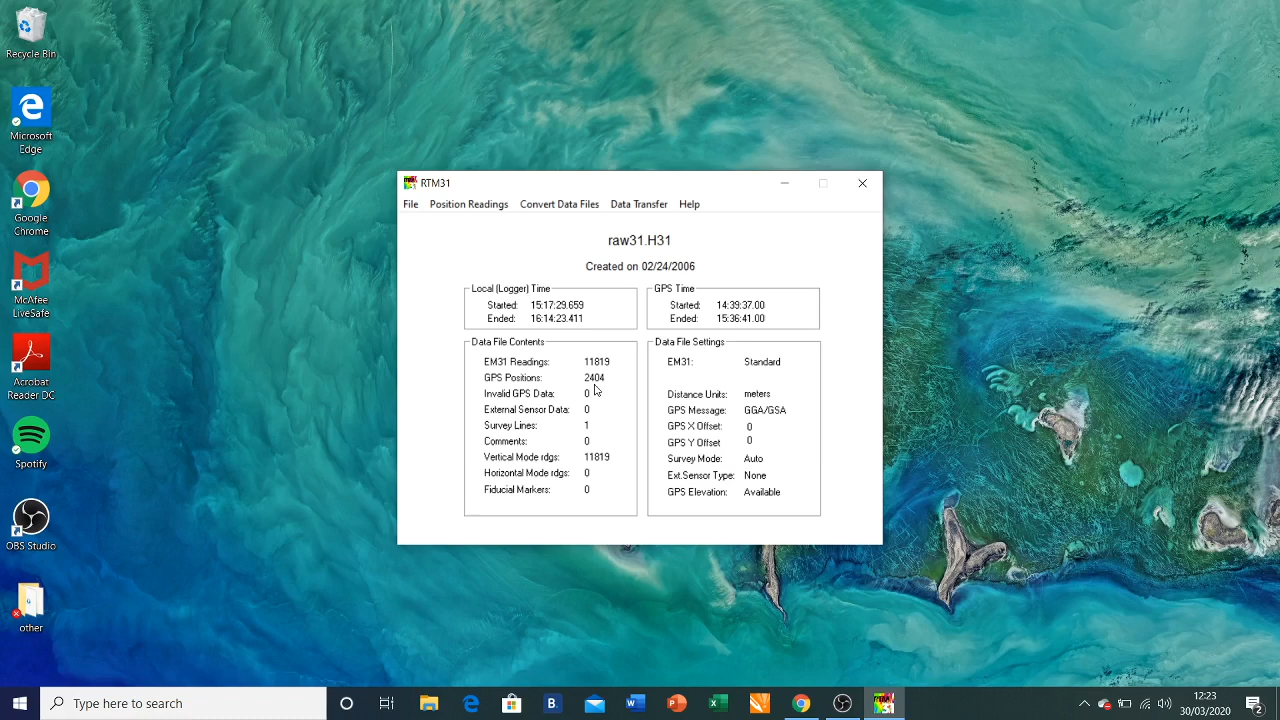 Recycle Bin
Microsoft
Edge
Google
Chrome
McAfee
LiveSafe
Acrobat
Reader DC
Spotify
OBS Studio
other
RTM31
File Position Readings Convert Data Files Data Transfer Help
raw31.H31
Created on 02/24/2006
Local (Logger) Time
Started: 15:17:29.659
Ended: 16:14:23.411
GPS Time
Started: 14:39:37.00
Ended: 15:36:41.00
Data File Contents
EM31 Readings: 11819
GPS Positions: 2404
Invalid GPS Data: 0
External Sensor Data: 0
Survey Lines: 1
Comments: 0
Vertical Mode rdgs: 11819
Horizontal Mode rdgs: 0
Fiducial Markers: 0
Data File Settings
EM31: Standard
Distance Units: meters
GPS Message: GGA/GSA
GPS X Offset: 0
GPS Y Offset 0
Survey Mode: Auto
Ext.Sensor Type: None
GPS Elevation: Available
Type here to search
B.
12:23
30/03/2020
2